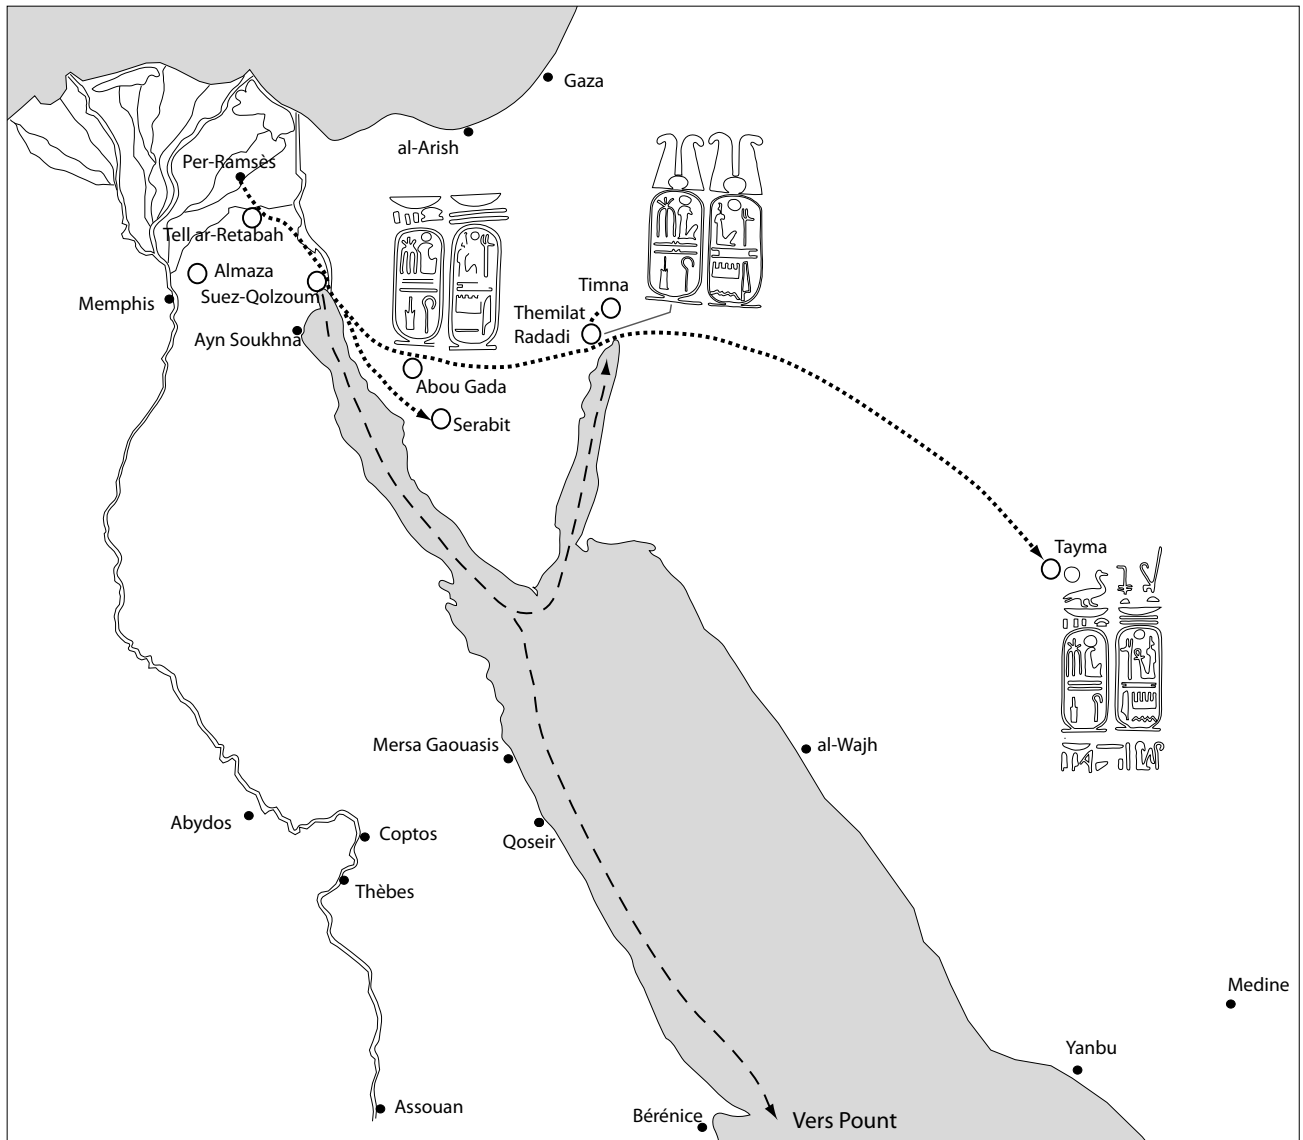 Gaza
al-Arish
Per-Ramsès
Tell ar-Retabah
Almaza
Suez-Qolzoum
Memphis
Ayn Soukhna
Timna
Themilat
Radadi
Abou Gada
Serabit
Tayma
Mersa Gaouasis
al-Wajh
Abydos
Coptos
Qoseir
Thèbes
Medine
Yanbu
Assouan
Bérénice
Vers Pount